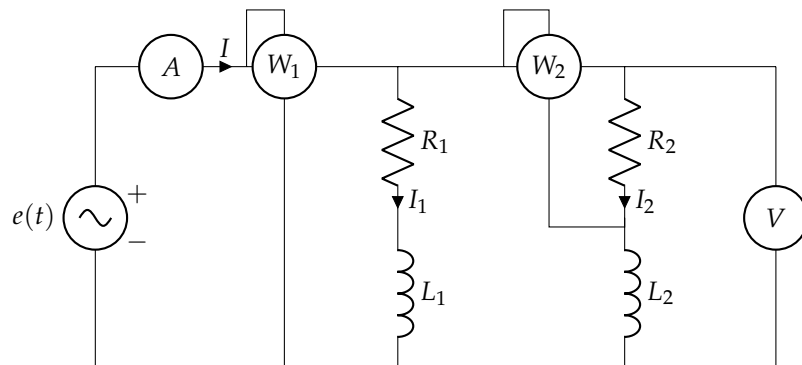 A
I
W₁
W₂
R₁
R₂
e(t)
+
−
I₁
I₂
V
L₁
L₂